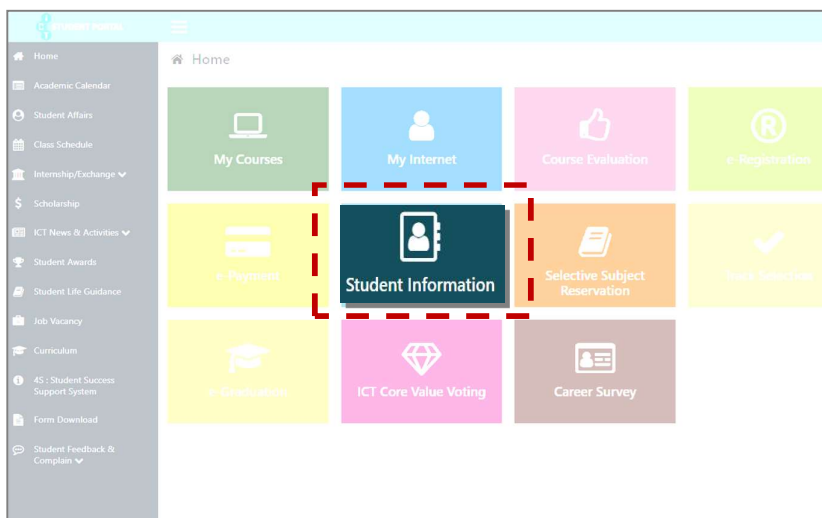 STUDENT PORTAL
Home
Academic Calendar
Student Affairs
Class Schedule
Internship/Exchange
$ Scholarship
ICT News & Activities
Student Awards
Student Life Guidance
Job Vacancy
Curriculum
4S : Student Success
Support System
Form Download
Student Feedback &
Complain
Home
My Courses
My Internet
Course Evaluation
e-Registration
e-Payment
Student Information
Selective Subject
Reservation
Track Selection
e-Graduation
ICT Core Value Voting
Career Survey